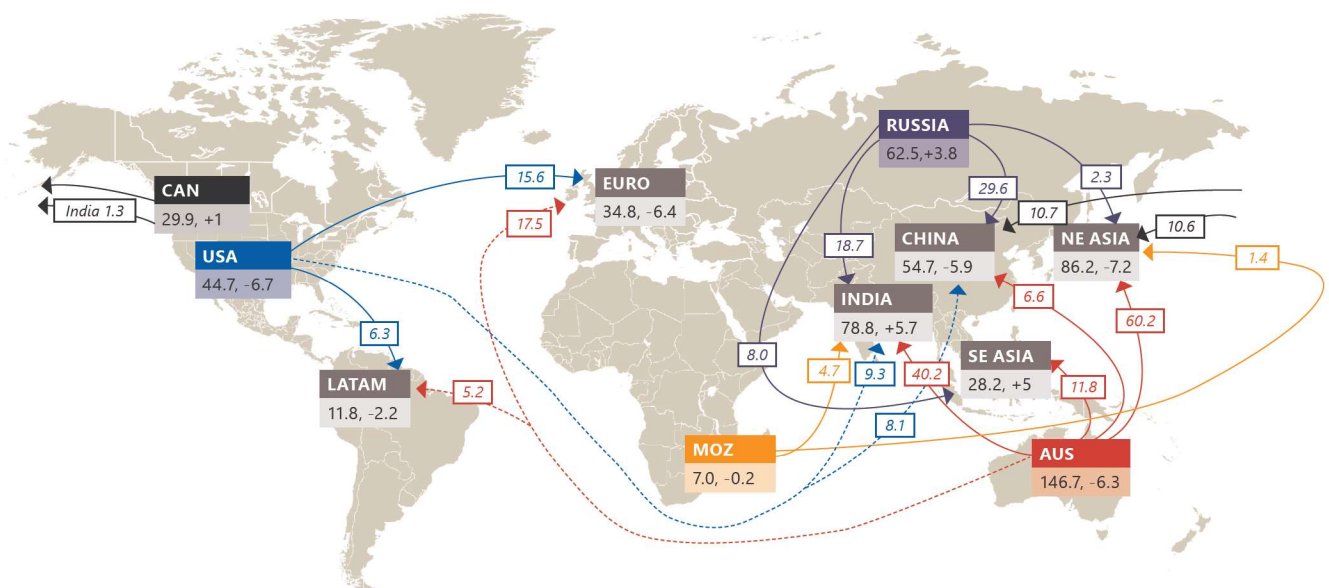 RUSSIA
62.5,+3.8
CAN
29.9, +1
India 1.3
15.6
EURO
34.8, -6.4
17.5
29.6
2.3
10.7
10.6
USA
44.7, -6.7
18.7
CHINA
54.7, -5.9
NE ASIA
86.2, -7.2
1.4
INDIA
78.8, +5.7
6.6
60.2
6.3
8.0
SE ASIA
28.2, +5
4.7
9.3
40.2
11.8
LATAM
11.8, -2.2
5.2
8.1
MOZ
7.0, -0.2
AUS
146.7, -6.3